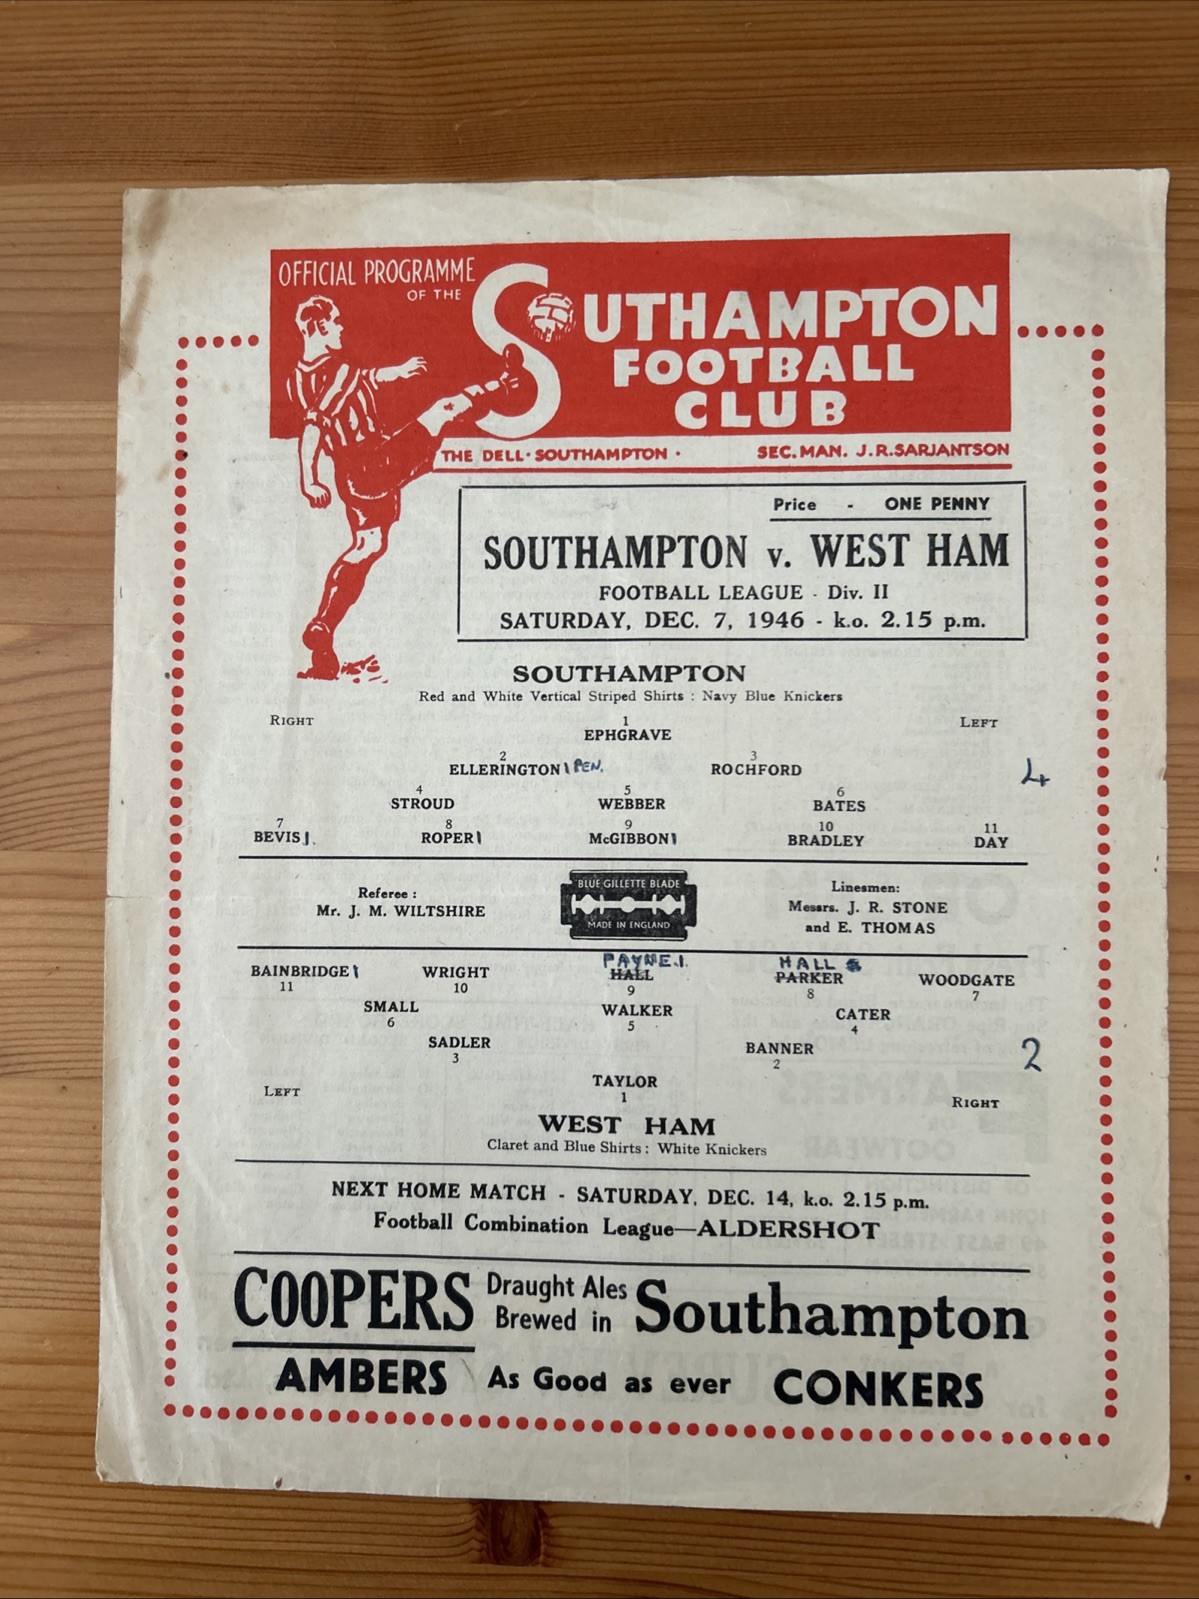 OFFICIAL PROGRAMME
OF THE
SOUTHAMPTON
FOOTBALL
CLUB
THE DELL · SOUTHAMPTON · SEC. MAN. J.R.SARJANTSON
Price - ONE PENNY
SOUTHAMPTON v. WEST HAM
FOOTBALL LEAGUE - Div. II
SATURDAY, DEC. 7, 1946 - k.o. 2.15 p.m.
SOUTHAMPTON
Red and White Vertical Striped Shirts : Navy Blue Knickers
RIGHT 1 LEFT
EPHGRAVE
2 3
ELLERINGTON 1 PEN. ROCHFORD 4
4 5 6
STROUD WEBBER BATES
7 8 9 10 11
BEVIS 1. ROPER 1 McGIBBON 1 BRADLEY DAY
Referee :
Mr. J. M. WILTSHIRE
BLUE GILLETTE BLADE
MADE IN ENGLAND
Linesmen:
Messrs. J. R. STONE
and E. THOMAS
PAYNE.1. HALL
BAINBRIDGE 1 WRIGHT HALL PARKER WOODGATE
11 10 9 8 7
SMALL WALKER CATER
6 5 4
SADLER BANNER 2
3 2
TAYLOR
LEFT 1 RIGHT
WEST HAM
Claret and Blue Shirts : White Knickers
NEXT HOME MATCH - SATURDAY, DEC. 14, k.o. 2.15 p.m.
Football Combination League—ALDERSHOT
COOPERS Draught Ales Brewed in Southampton
AMBERS As Good as ever CONKERS